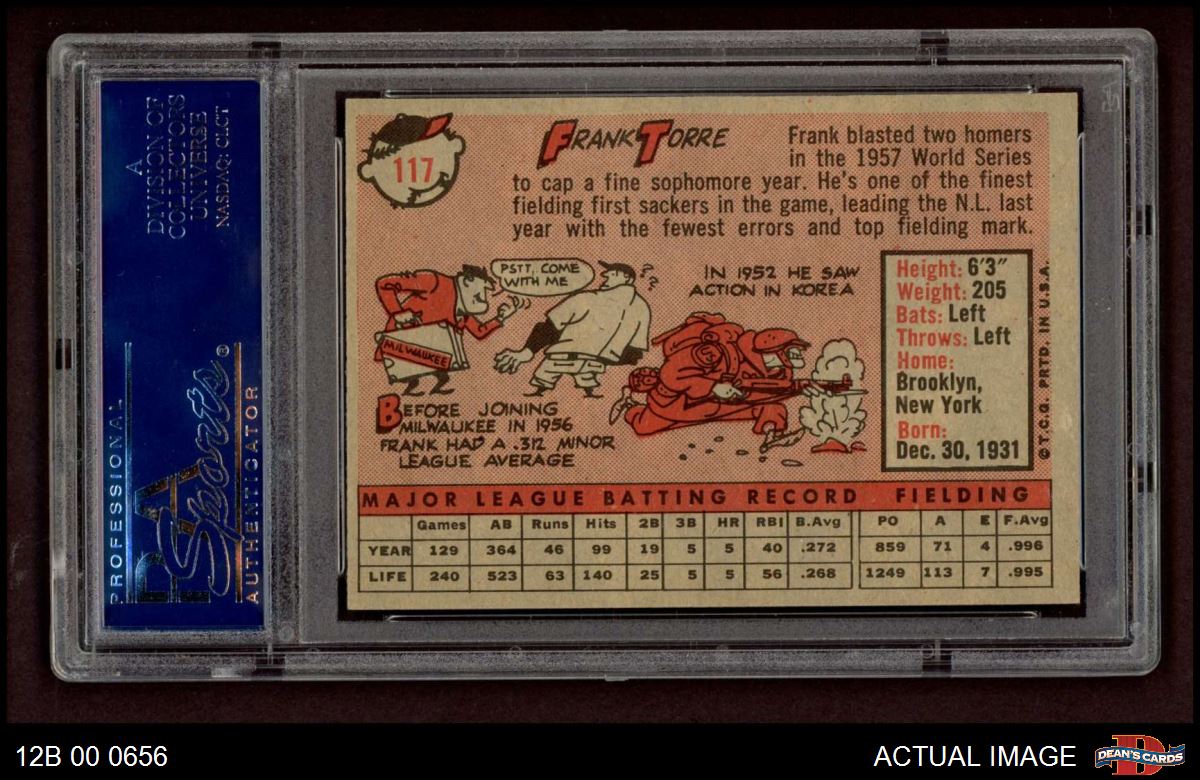 A
DIVISION OF
COLLECTORS
UNIVERSE
NASDAQ: CLCT
PROFESSIONAL
PSA
Sports®
AUTHENTICATOR
117
FRANK TORRE
Frank blasted two homers
in the 1957 World Series
to cap a fine sophomore year. He's one of the finest
fielding first sackers in the game, leading the N.L. last
year with the fewest errors and top fielding mark.
PSTT, COME
WITH ME
MILWAUKEE
BEFORE JOINING
MILWAUKEE IN 1956
FRANK HAD A .312 MINOR
LEAGUE AVERAGE
IN 1952 HE SAW
ACTION IN KOREA
Height: 6'3"
Weight: 205
Bats: Left
Throws: Left
Home:
Brooklyn,
New York
Born:
Dec. 30, 1931
© T.C.G. PRTD. IN U.S.A.
MAJOR LEAGUE BATTING RECORD FIELDING
Games AB Runs Hits 2B 3B HR RBI B.Avg PO A E F.Avg
YEAR 129 364 46 99 19 5 5 40 .272 859 71 4 .996
LIFE 240 523 63 140 25 5 5 56 .268 1249 113 7 .995
12B 00 0656
ACTUAL IMAGE
DEAN'S CARDS